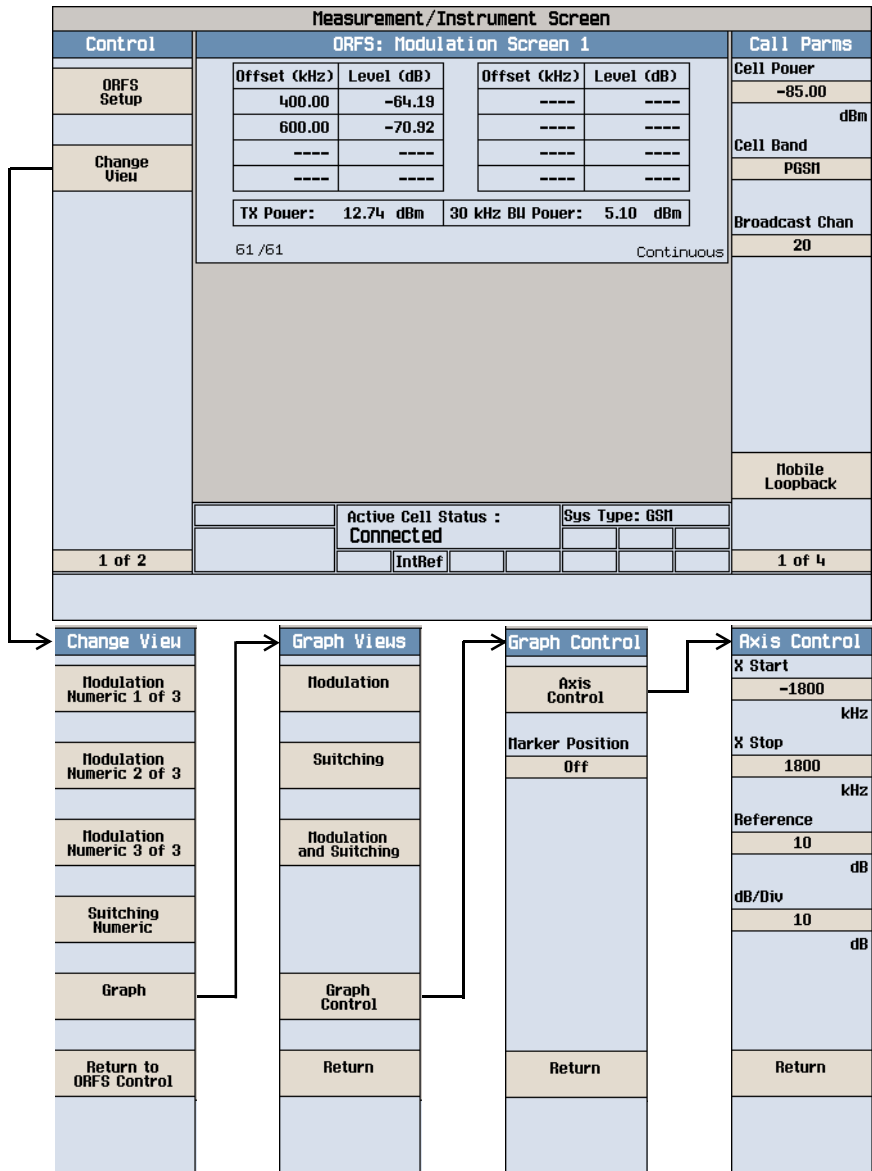 Measurement/Instrument Screen
Control
ORFS: Modulation Screen 1
Call Parms
ORFS
Setup
Change
View
1 of 2
Offset (kHz) Level (dB) Offset (kHz) Level (dB)
400.00 -64.19 ---- ----
600.00 -70.92 ---- ----
---- ---- ---- ----
---- ---- ---- ----
TX Power: 12.74 dBm 30 kHz BW Power: 5.10 dBm
61/61 Continuous
Active Cell Status :
Connected
Sys Type: GSM
IntRef
Cell Power
-85.00
dBm
Cell Band
PGSM
Broadcast Chan
20
Mobile
Loopback
1 of 4
Change View
Modulation
Numeric 1 of 3
Modulation
Numeric 2 of 3
Modulation
Numeric 3 of 3
Switching
Numeric
Graph
Return to
ORFS Control
Graph Views
Modulation
Switching
Modulation
and Switching
Graph
Control
Return
Graph Control
Axis
Control
Marker Position
Off
Return
Axis Control
X Start
-1800
kHz
X Stop
1800
kHz
Reference
10
dB
dB/Div
10
dB
Return